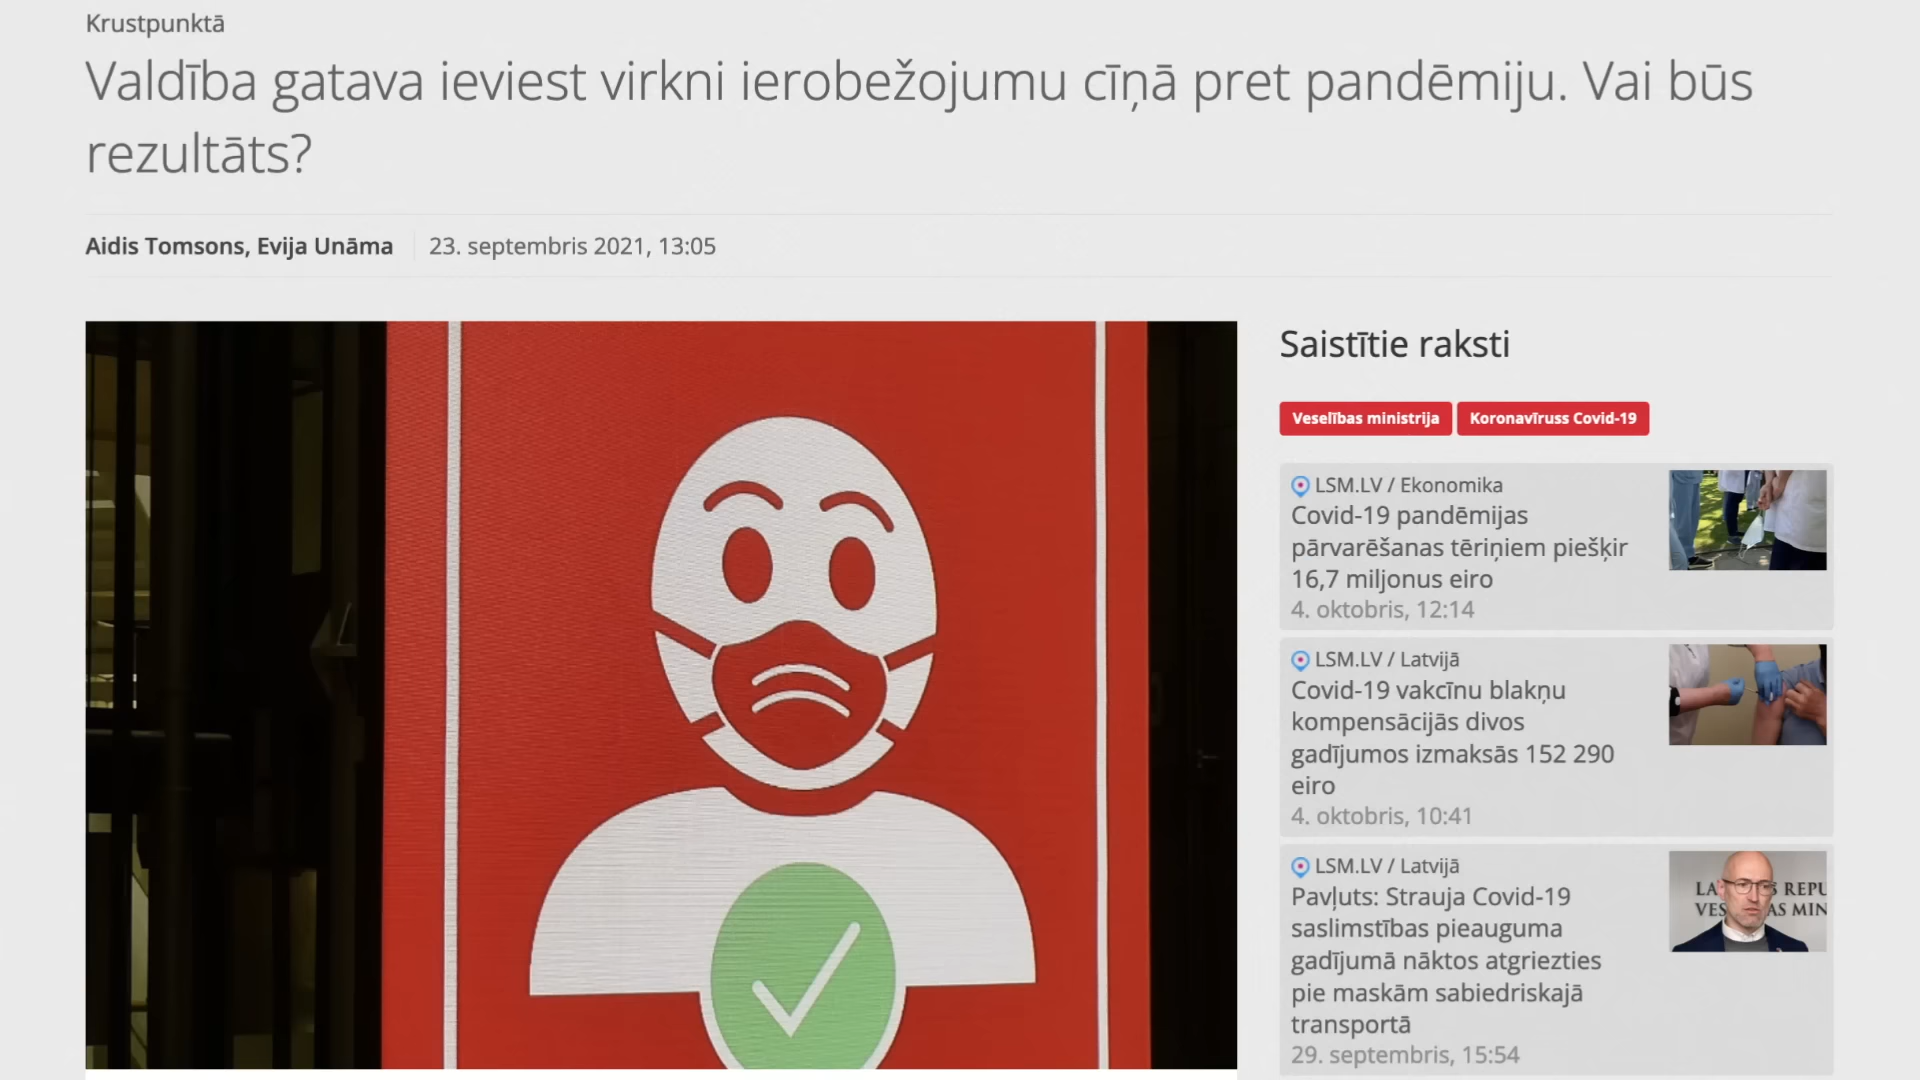 Krustpunktā
Valdība gatava ieviest virkni ierobežojumu cīņā pret pandēmiju. Vai būs
rezultāts?
Aidis Tomsons, Evija Unāma
23. septembris 2021, 13:05
Saistītie raksti
Veselības ministrija
Koronavīruss Covid-19
LSM.LV / Ekonomika
Covid-19 pandēmijas
pārvarēšanas tēriņiem piešķir
16,7 miljonus eiro
4. oktobris, 12:14
LSM.LV / Latvijā
Covid-19 vakcīnu blakņu
kompensācijās divos
gadījumos izmaksās 152 290
eiro
4. oktobris, 10:41
LSM.LV / Latvijā
Pavļuts: Strauja Covid-19
saslimstības pieauguma
gadījumā nāktos atgriezties
pie maskām sabiedriskajā
transportā
29. septembris, 15:54